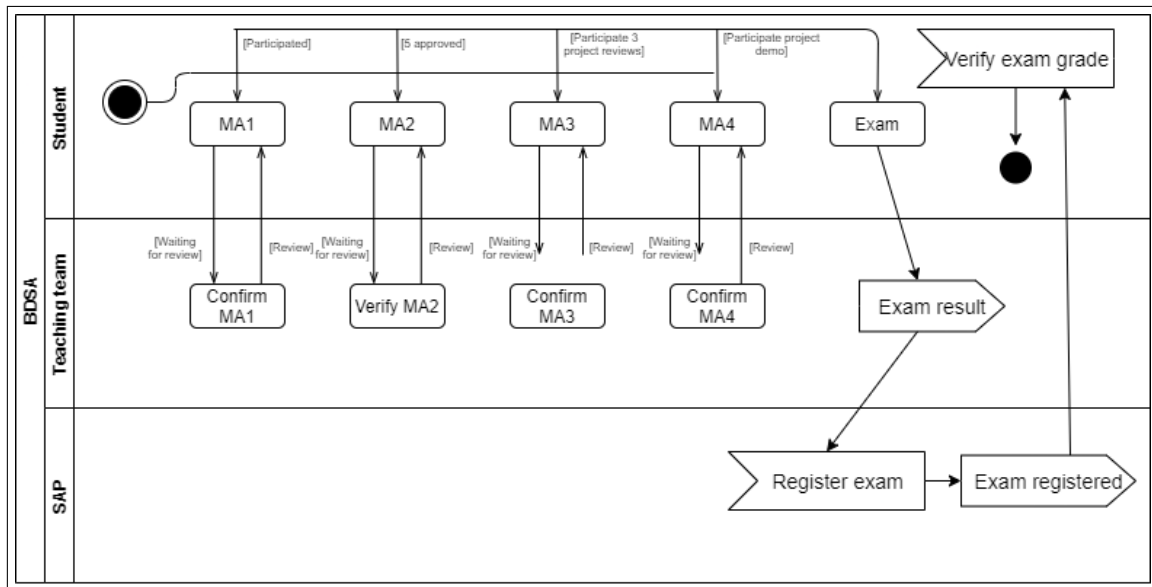 BDSA
Student
[Participated]
[5 approved]
[Participate 3
project reviews]
[Participate project
demo]
Verify exam grade
MA1
MA2
MA3
MA4
Exam
Teaching team
[Waiting
for review]
[Review]
[Waiting
for review]
[Review]
[Waiting
for review]
[Review]
[Waiting
for review]
[Review]
Confirm
MA1
Verify MA2
Confirm
MA3
Confirm
MA4
Exam result
SAP
Register exam
Exam registered